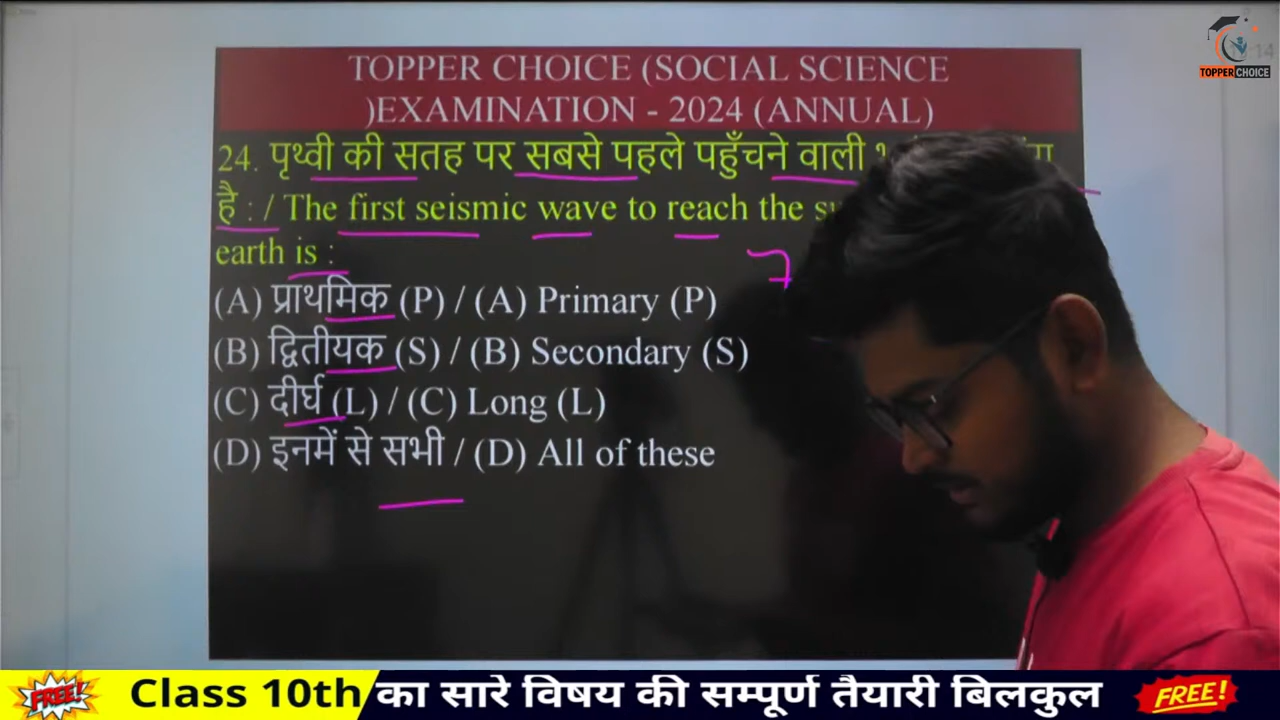 TOPPER CHOICE
TOPPER CHOICE (SOCIAL SCIENCE
)EXAMINATION - 2024 (ANNUAL)
24. पृथ्वी की सतह पर सबसे पहले पहुँचने वाली
है : / The first seismic wave to reach the
earth is :
(A) प्राथमिक (P) / (A) Primary (P)
(B) द्वितीयक (S) / (B) Secondary (S)
(C) दीर्घ (L) / (C) Long (L)
(D) इनमें से सभी / (D) All of these
FREE! Class 10th का सारे विषय की सम्पूर्ण तैयारी बिलकुल FREE!